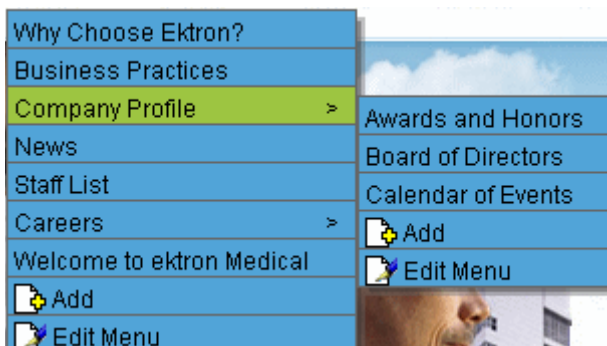 Why Choose Ektron?
Business Practices
Company Profile >
News
Staff List
Careers >
Welcome to ektron Medical
Add
Edit Menu
Awards and Honors
Board of Directors
Calendar of Events
Add
Edit Menu